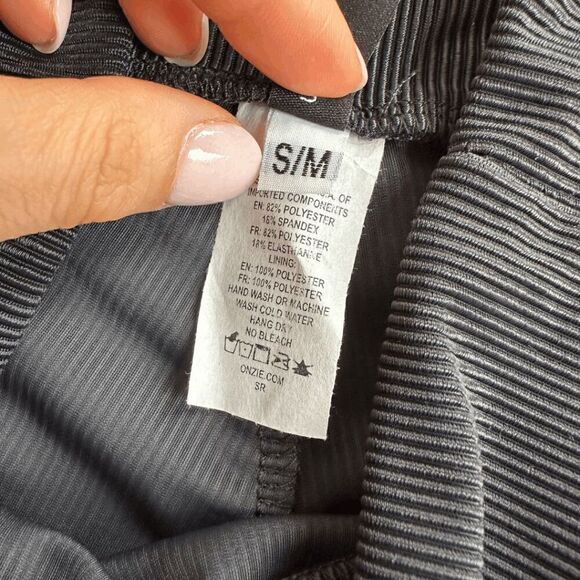 S/M
A. OF
IMPORTED COMPONENTS
EN: 82% POLYESTER
18% SPANDEX
FR: 82% POLYESTER
18% ELASTHANNE
LINING:
EN: 100% POLYESTER
FR: 100% POLYESTER
HAND WASH OR MACHINE
WASH COLD WATER
HANG DRY
NO BLEACH
ONZIE.COM
SR